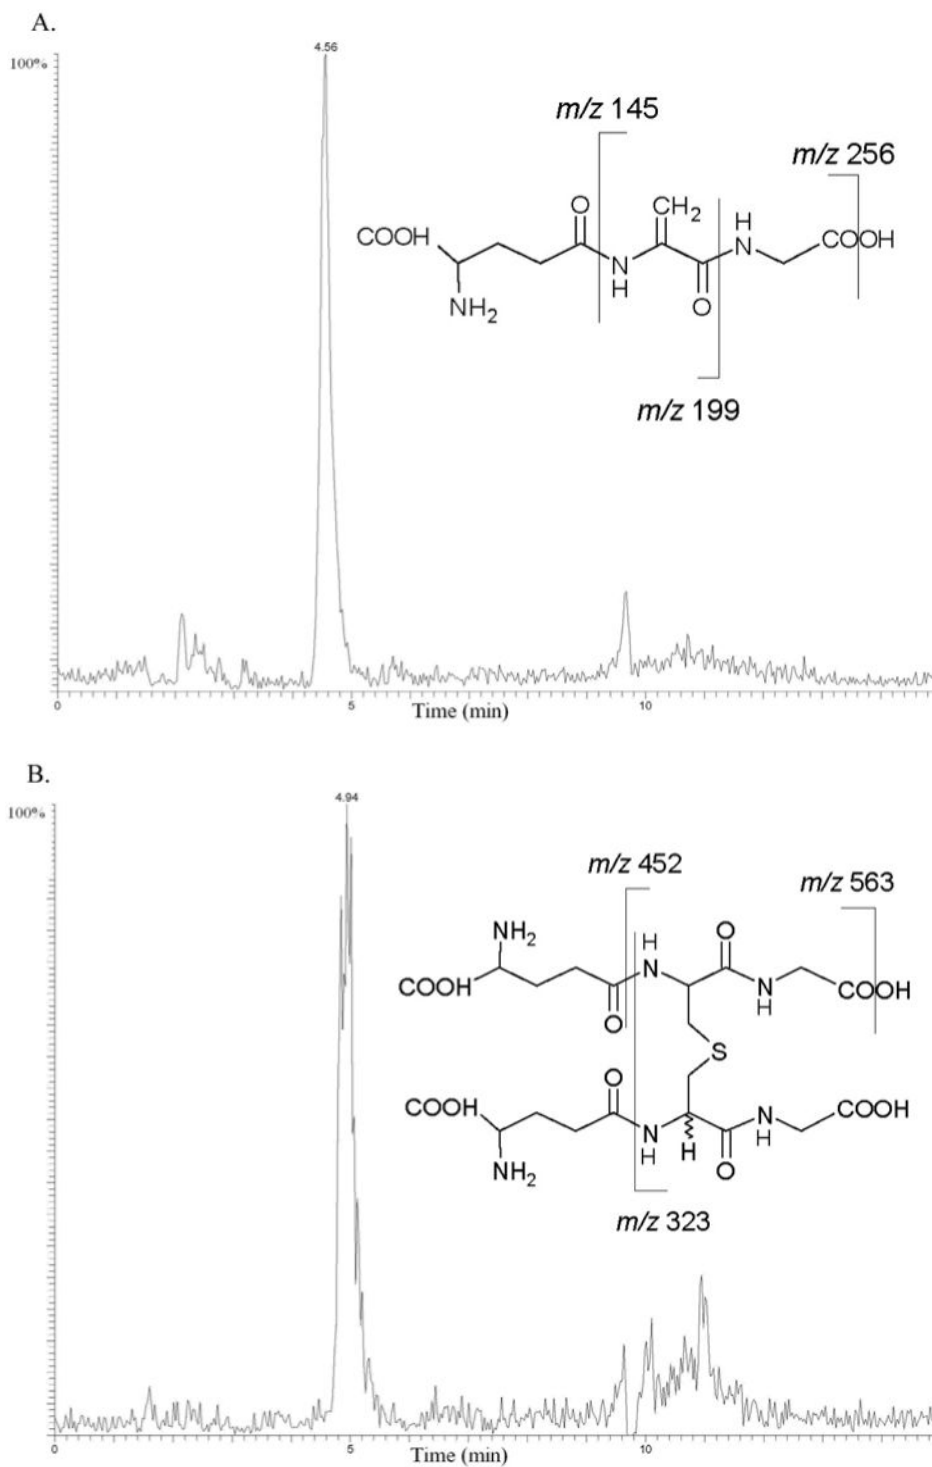 A.
4.56
100%
m/z 145
m/z 256
O
CH2
H
COOH
N
COOH
N
H
NH2
O
m/z 199
0
5
10
Time (min)
B.
4.94
100%
m/z 452
m/z 563
NH2
H
O
COOH
N
N
H
COOH
O
S
O
COOH
N
H
H
N
H
COOH
NH2
O
m/z 323
0
5
10
Time (min)